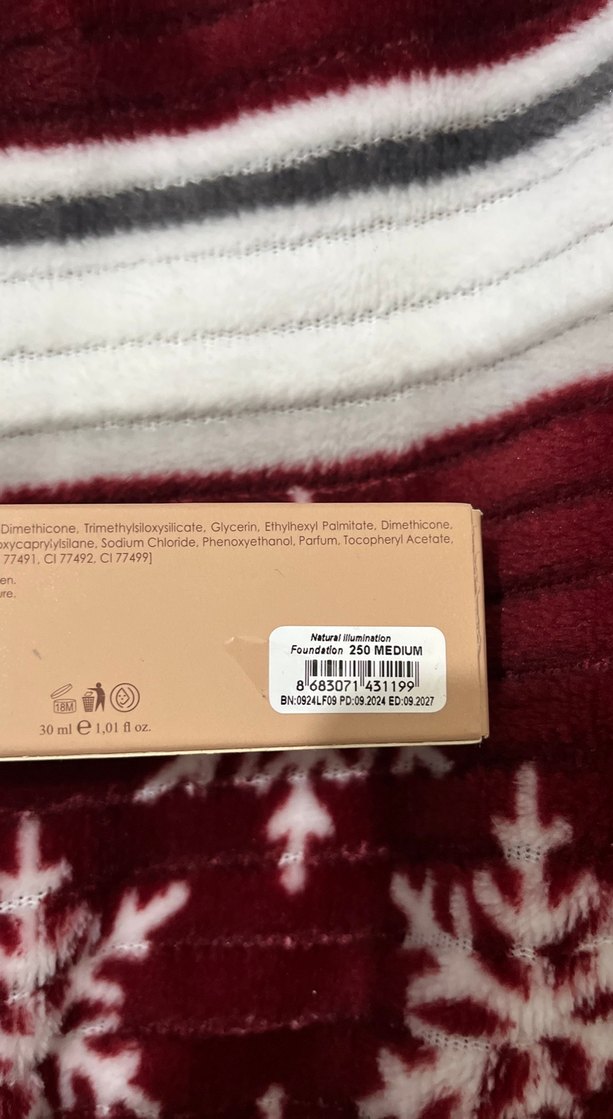 Dimethicone, Trimethylsiloxysilicate, Glycerin, Ethylhexyl Palmitate, Dimethicone,
oxycaprylylsilane, Sodium Chloride, Phenoxyethanol, Parfum, Tocopheryl Acetate,
77491, CI 77492, CI 77499]
en.
ure.
Natural Illumination
Foundation 250 MEDIUM
8 683071 431199
BN:0924LF09 PD:09.2024 ED:09.2027
18M
30 ml e 1,01 fl oz.